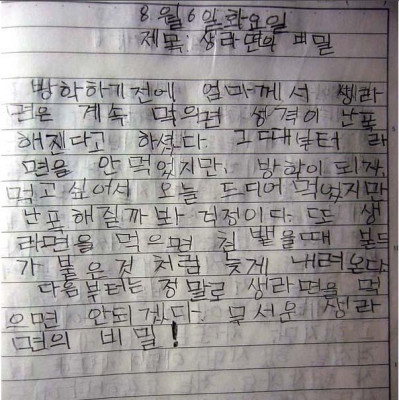 8월 6일 화요일
제목: 생라면의 비밀
방학하기전에 엄마께서 생라
면은 계속 먹의면 성격이 난폭
해진다고 하셨다. 그때부터 라
면을 안 먹었지만, 방학이 되자,
먹고 싶어서 오늘 드디어 먹었지만
난폭해질까봐 걱정이다. 또 생
라면을 먹으면 침 뱉을때 본드
가 붙은것 처럼 늦게 내려온다.
다음부터는 정말로 생라면을 먹
으면 안되겠다. 무서운 생라
면의 비밀!